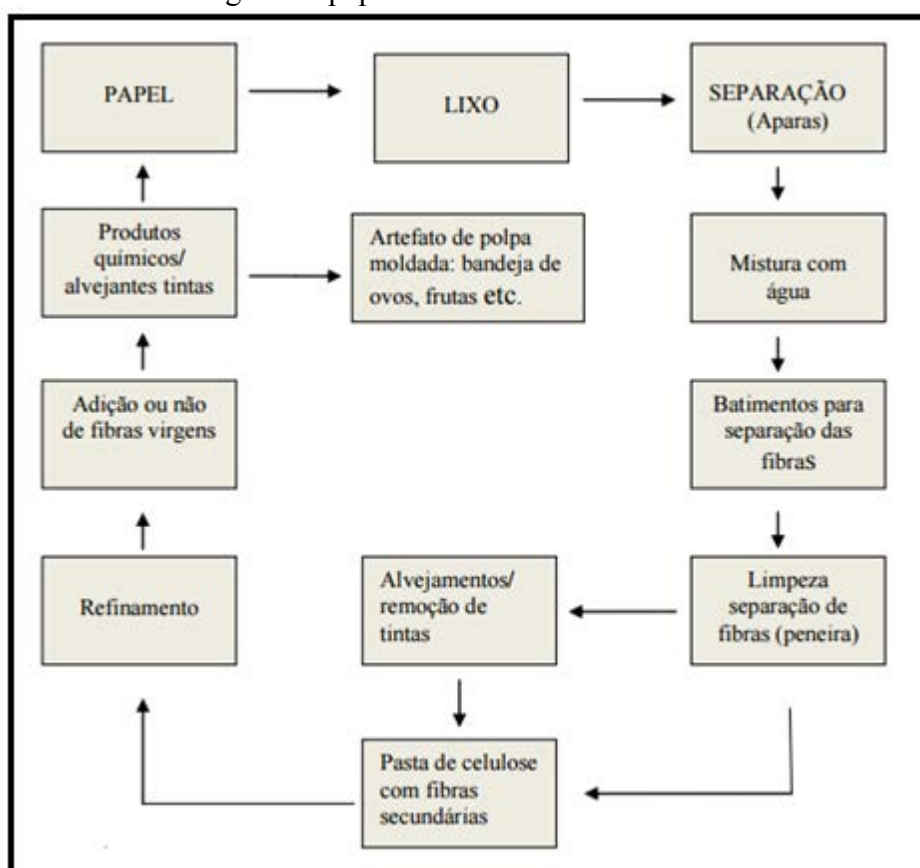 PAPEL
LIXO
SEPARAÇÃO
(Aparas)
Produtos
químicos/
alvejantes tintas
Artefato de polpa
moldada: bandeja de
ovos, frutas etc.
Mistura com
água
Adição ou não
de fibras virgens
Batimentos para
separação das
fibras
Refinamento
Alvejamentos/
remoção de
tintas
Limpeza
separação de
fibras (peneira)
Pasta de celulose
com fibras
secundárias